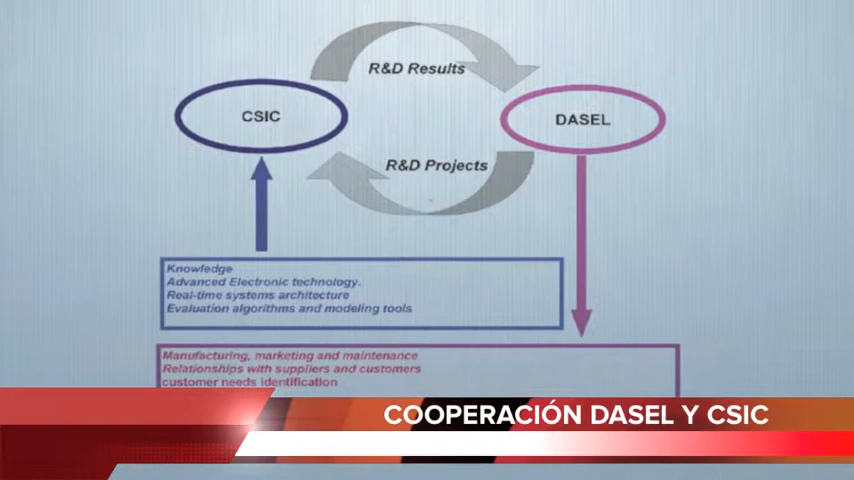 R&D Results
CSIC
DASEL
R&D Projects
Knowledge
Advanced Electronic technology.
Real-time systems architecture
Evaluation algorithms and modeling tools
Manufacturing, marketing and maintenance
Relationships with suppliers and customers
customer needs identification
COOPERACIÓN DASEL Y CSIC